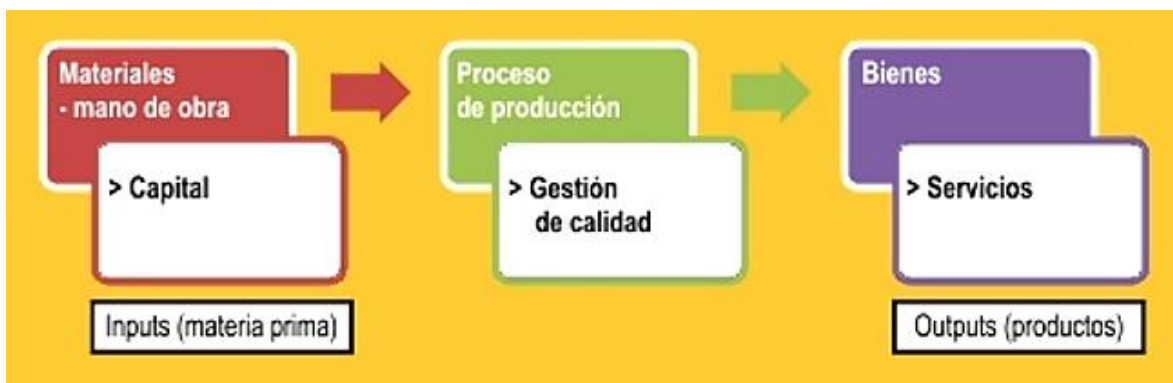 Materiales
- mano de obra
> Capital
Inputs (materia prima)
Proceso
de producción
> Gestión
de calidad
Bienes
> Servicios
Outputs (productos)